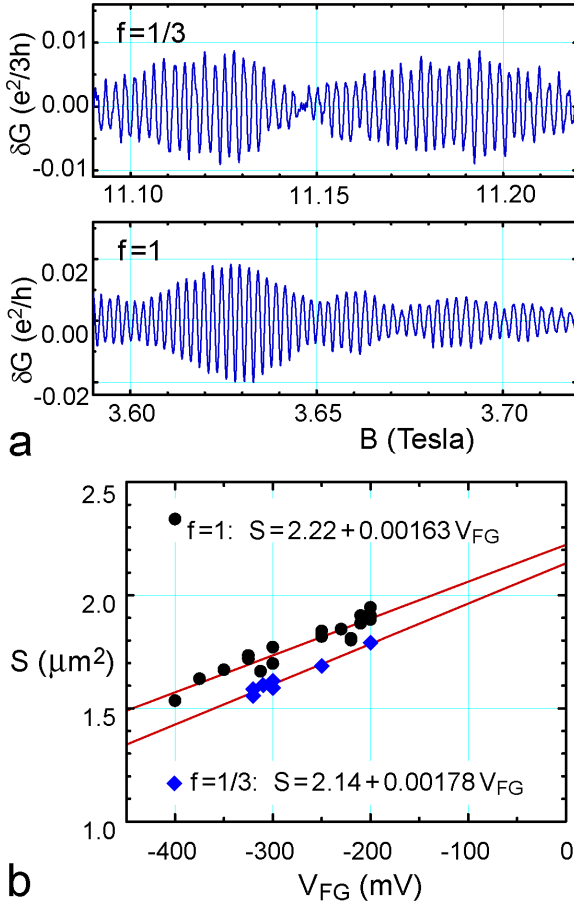 f=1/3
δG (e²/3h)
0.01
0.00
-0.01
11.10 11.15 11.20
f=1
δG (e²/h)
0.02
0.00
-0.02
3.60 3.65 3.70
a
B (Tesla)
2.5
f=1: S=2.22+0.00163 V_FG
2.0
S (μm²)
1.5
f=1/3: S=2.14+0.00178 V_FG
1.0
-400 -300 -200 -100 0
b
V_FG (mV)